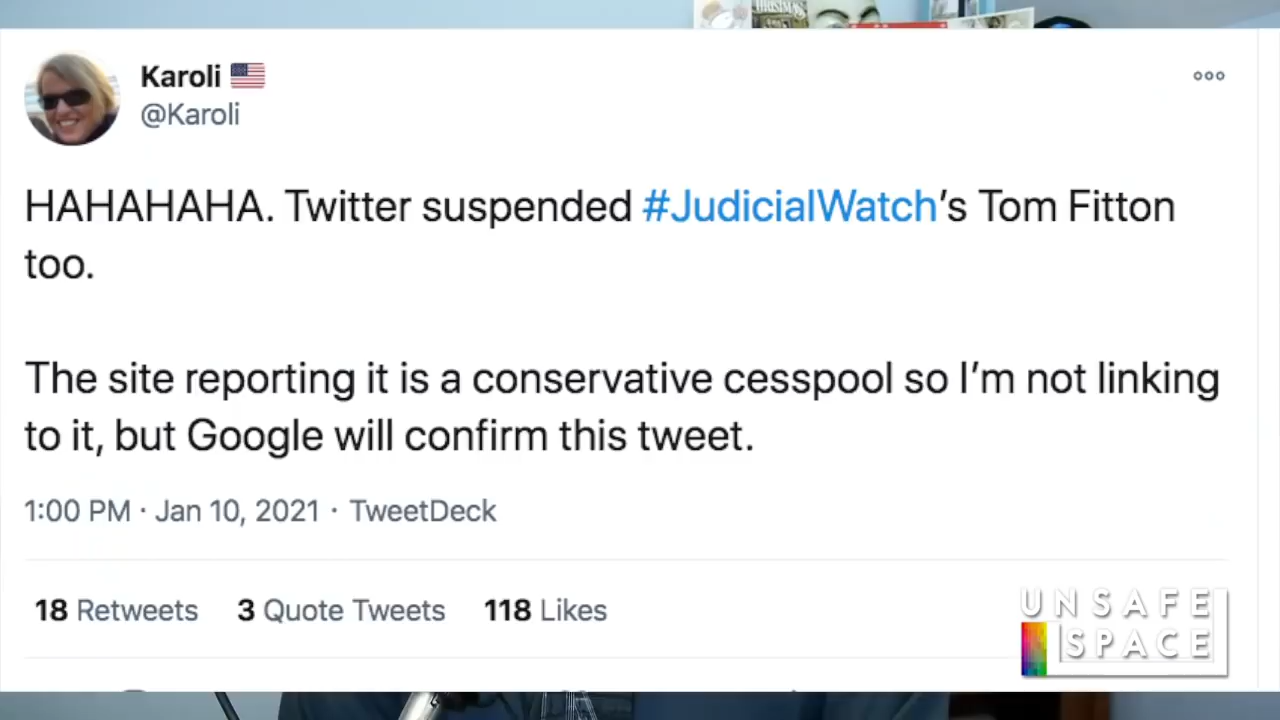 Karoli 🇺🇸
@Karoli
HAHAHAHA. Twitter suspended #JudicialWatch's Tom Fitton
too.
The site reporting it is a conservative cesspool so I'm not linking
to it, but Google will confirm this tweet.
1:00 PM · Jan 10, 2021 · TweetDeck
18 Retweets 3 Quote Tweets 118 Likes
UNSAFE
SPACE